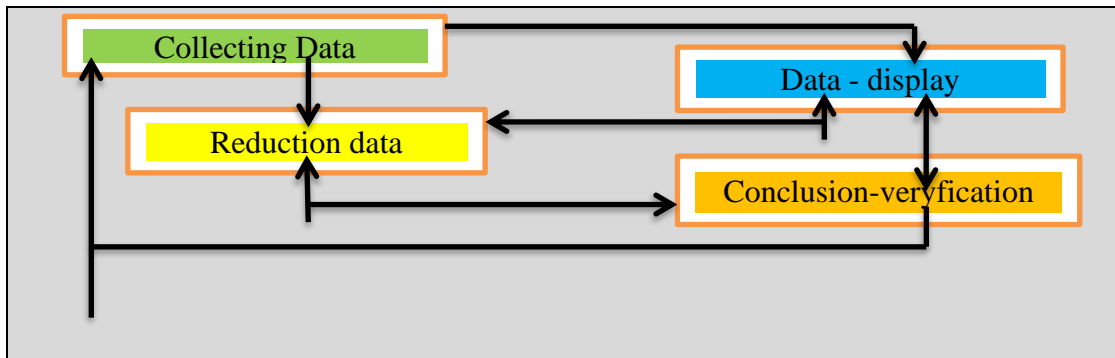 Collecting Data
Data - display
Reduction data
Conclusion-veryfication